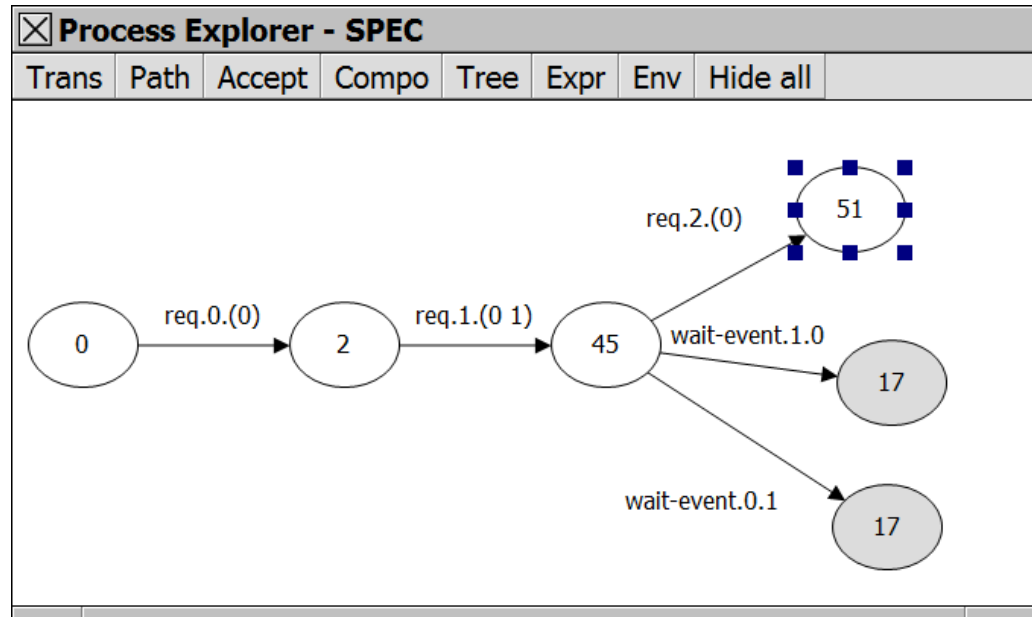 Process Explorer - SPEC
Trans Path Accept Compo Tree Expr Env Hide all
51
req.2.(0)
req.0.(0)
req.1.(0 1)
wait-event.1.0
0
2
45
17
wait-event.0.1
17